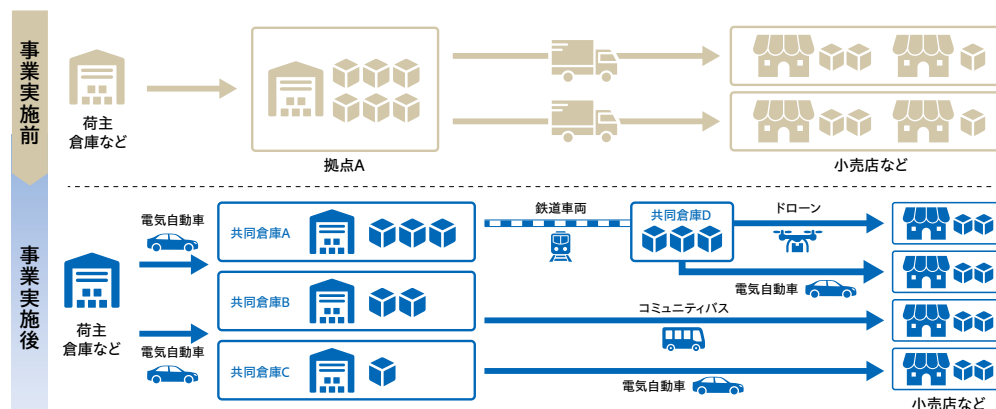 事業実施前
荷主
倉庫など
拠点A
小売店など
事業実施後
荷主
倉庫など
電気自動車
電気自動車
共同倉庫A
共同倉庫B
共同倉庫C
鉄道車両
共同倉庫D
ドローン
電気自動車
コミュニティバス
電気自動車
小売店など